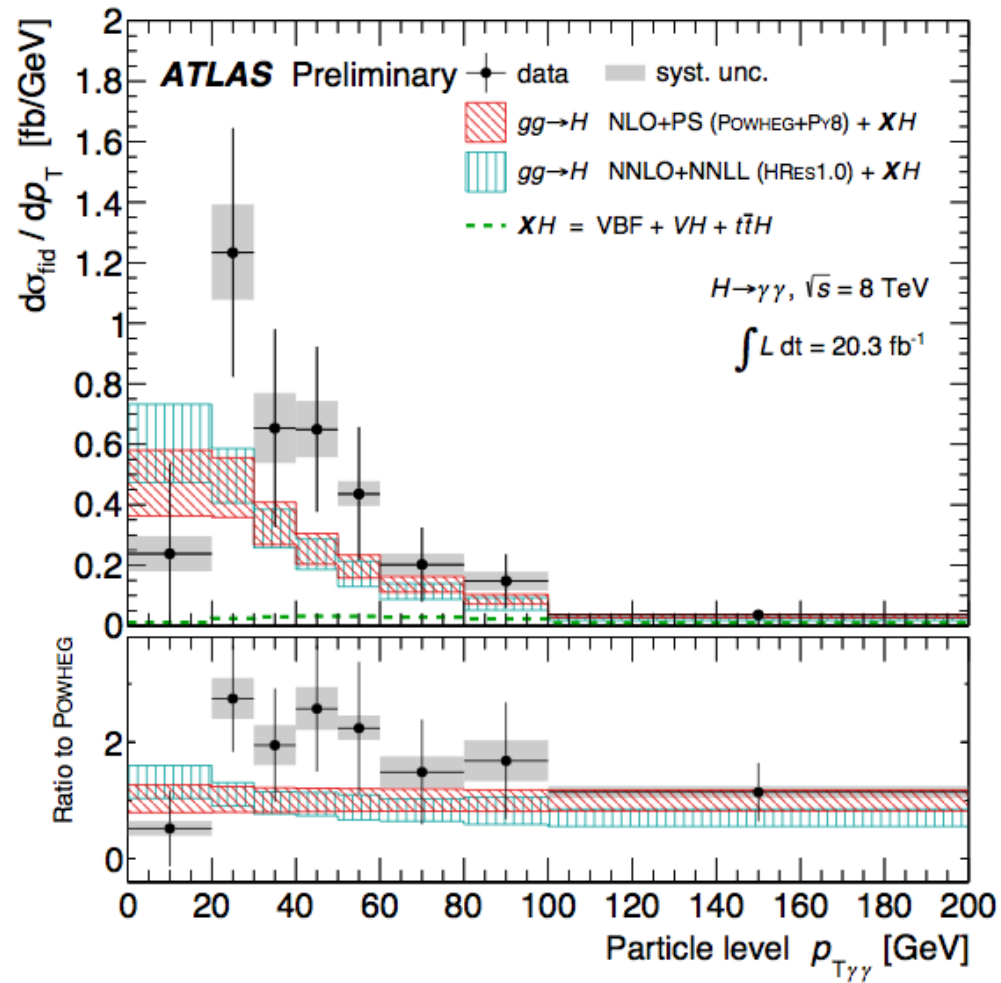 dσfid / dpT [fb/GeV]
2
1.8
1.6
1.4
1.2
1
0.8
0.6
0.4
0.2
0
ATLAS Preliminary
data
syst. unc.
gg→H NLO+PS (POWHEG+PY8) + XH
gg→H NNLO+NNLL (HRES1.0) + XH
XH = VBF + VH + tt̄H
H→γγ, √s = 8 TeV
∫ L dt = 20.3 fb⁻¹
Ratio to POWHEG
2
1
0
0 20 40 60 80 100 120 140 160 180 200
Particle level pTγγ [GeV]